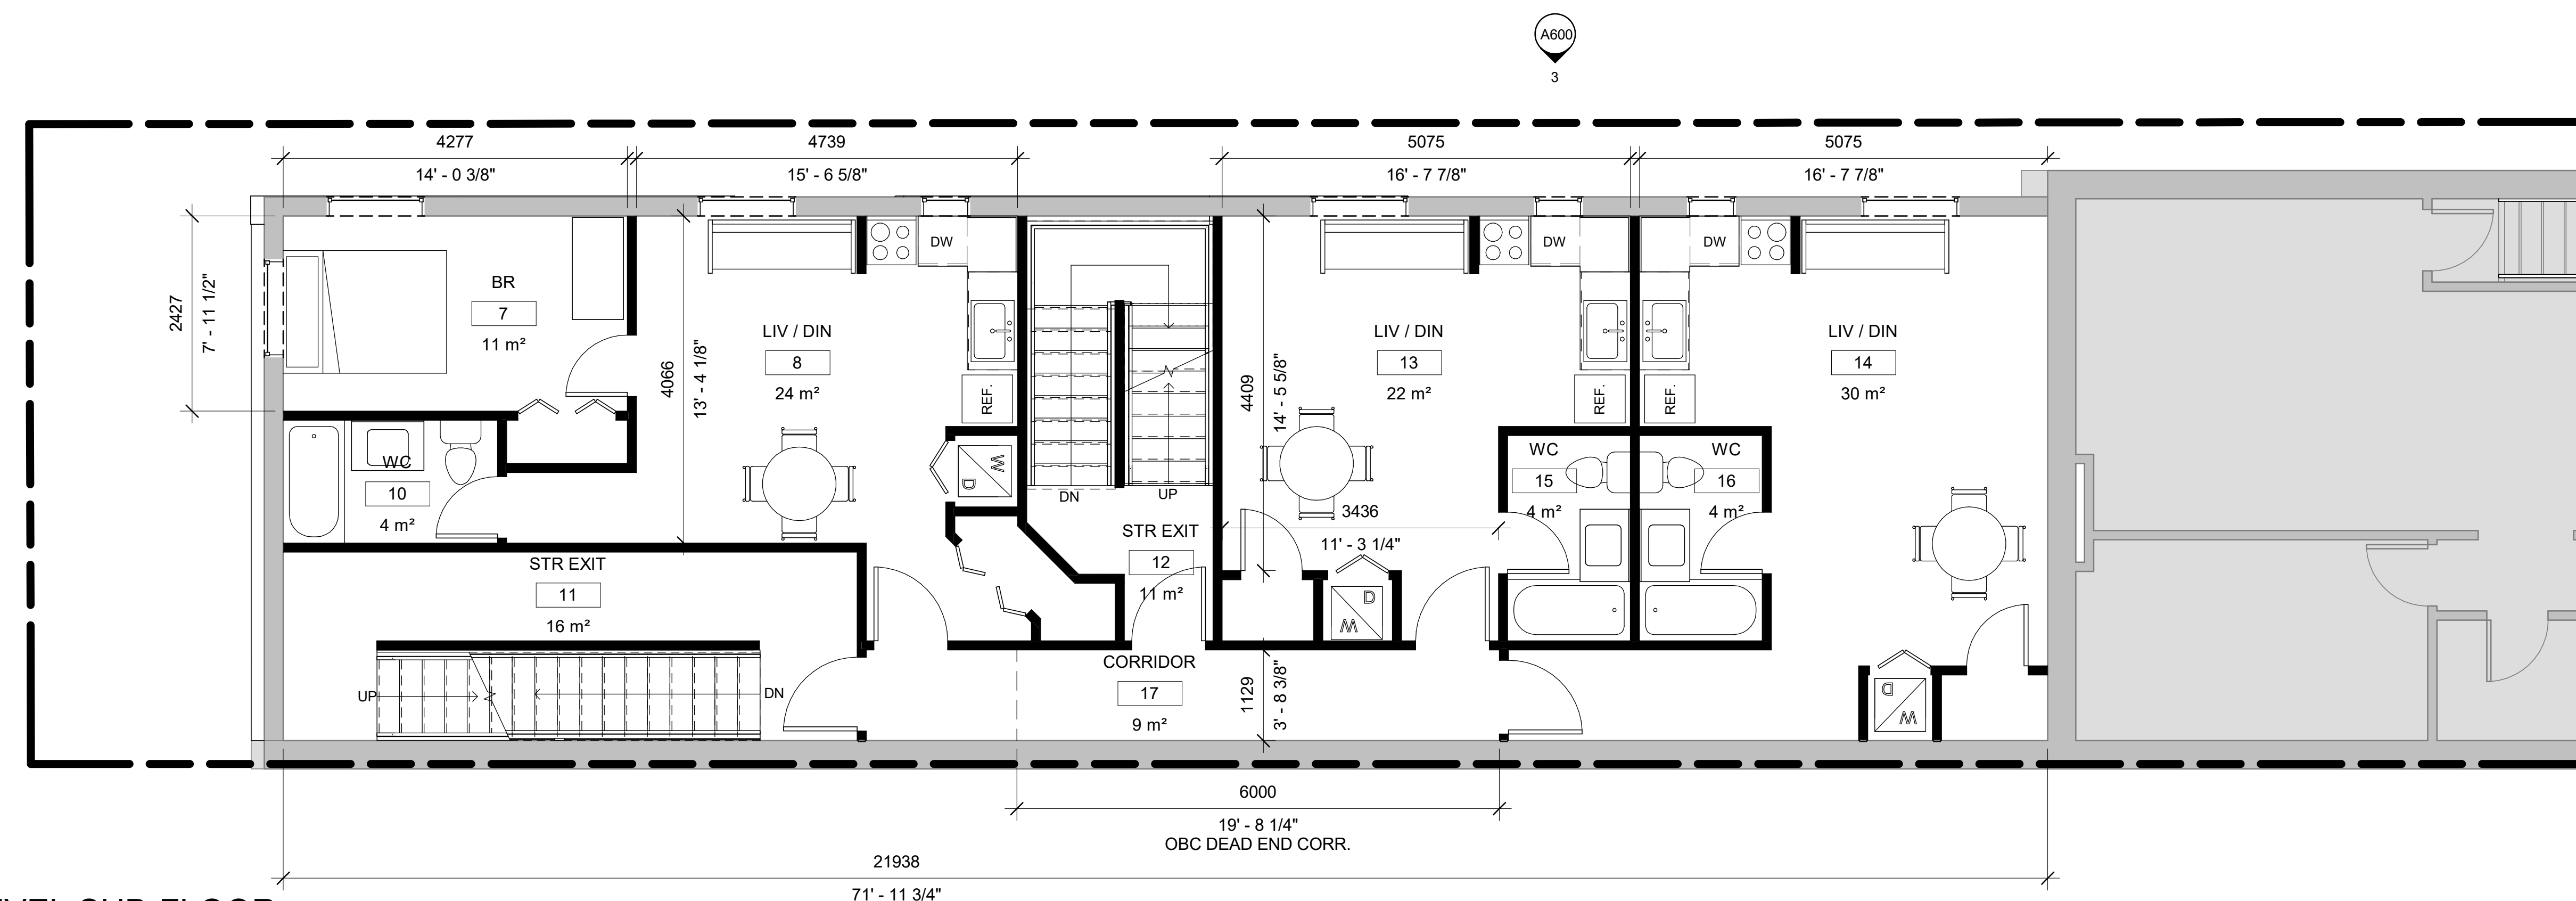 A600
3
4277
14' - 0 3/8"
4739
15' - 6 5/8"
5075
16' - 7 7/8"
5075
16' - 7 7/8"
2427
7' - 11 1/2"
BR
7
11 m²
4066
13' - 4 1/8"
LIV / DIN
8
24 m²
DW
REF.
W
D
WC
10
4 m²
STR EXIT
11
16 m²
UP
DN
DN
UP
STR EXIT
12
11 m²
4409
14' - 5 5/8"
LIV / DIN
13
22 m²
DW
REF.
3436
11' - 3 1/4"
D
W
WC
15
4 m²
DW
REF.
LIV / DIN
14
30 m²
WC
16
4 m²
D
W
CORRIDOR
17
9 m²
1129
3' - 8 3/8"
6000
19' - 8 1/4"
OBC DEAD END CORR.
21938
71' - 11 3/4"